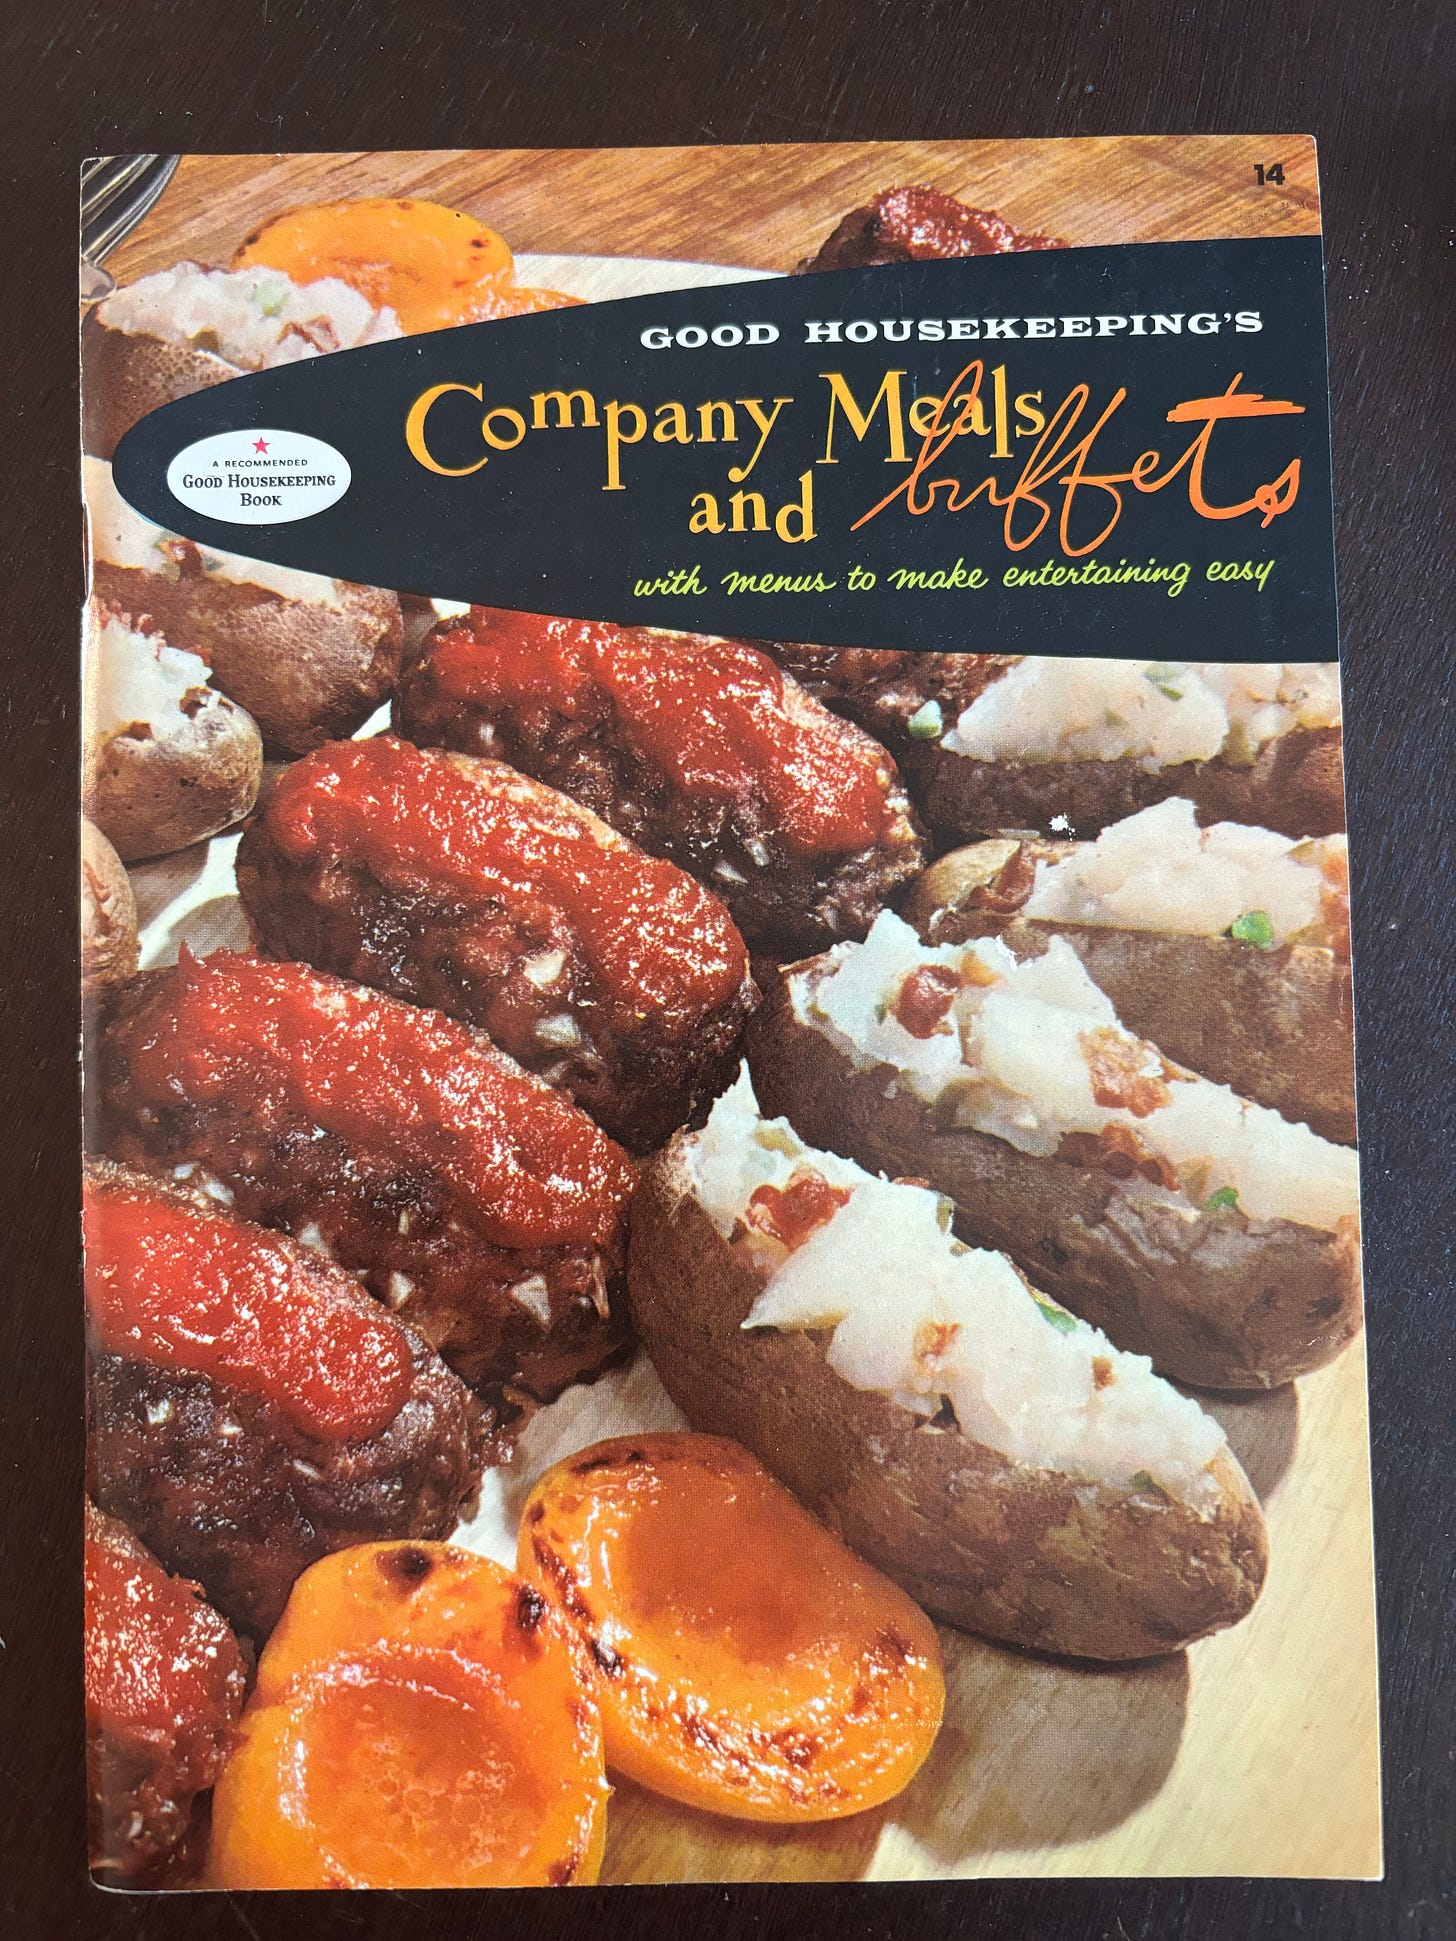 14
GOOD HOUSEKEEPING'S
Company Meals
and buffets
with menus to make entertaining easy
A RECOMMENDED
GOOD HOUSEKEEPING
BOOK